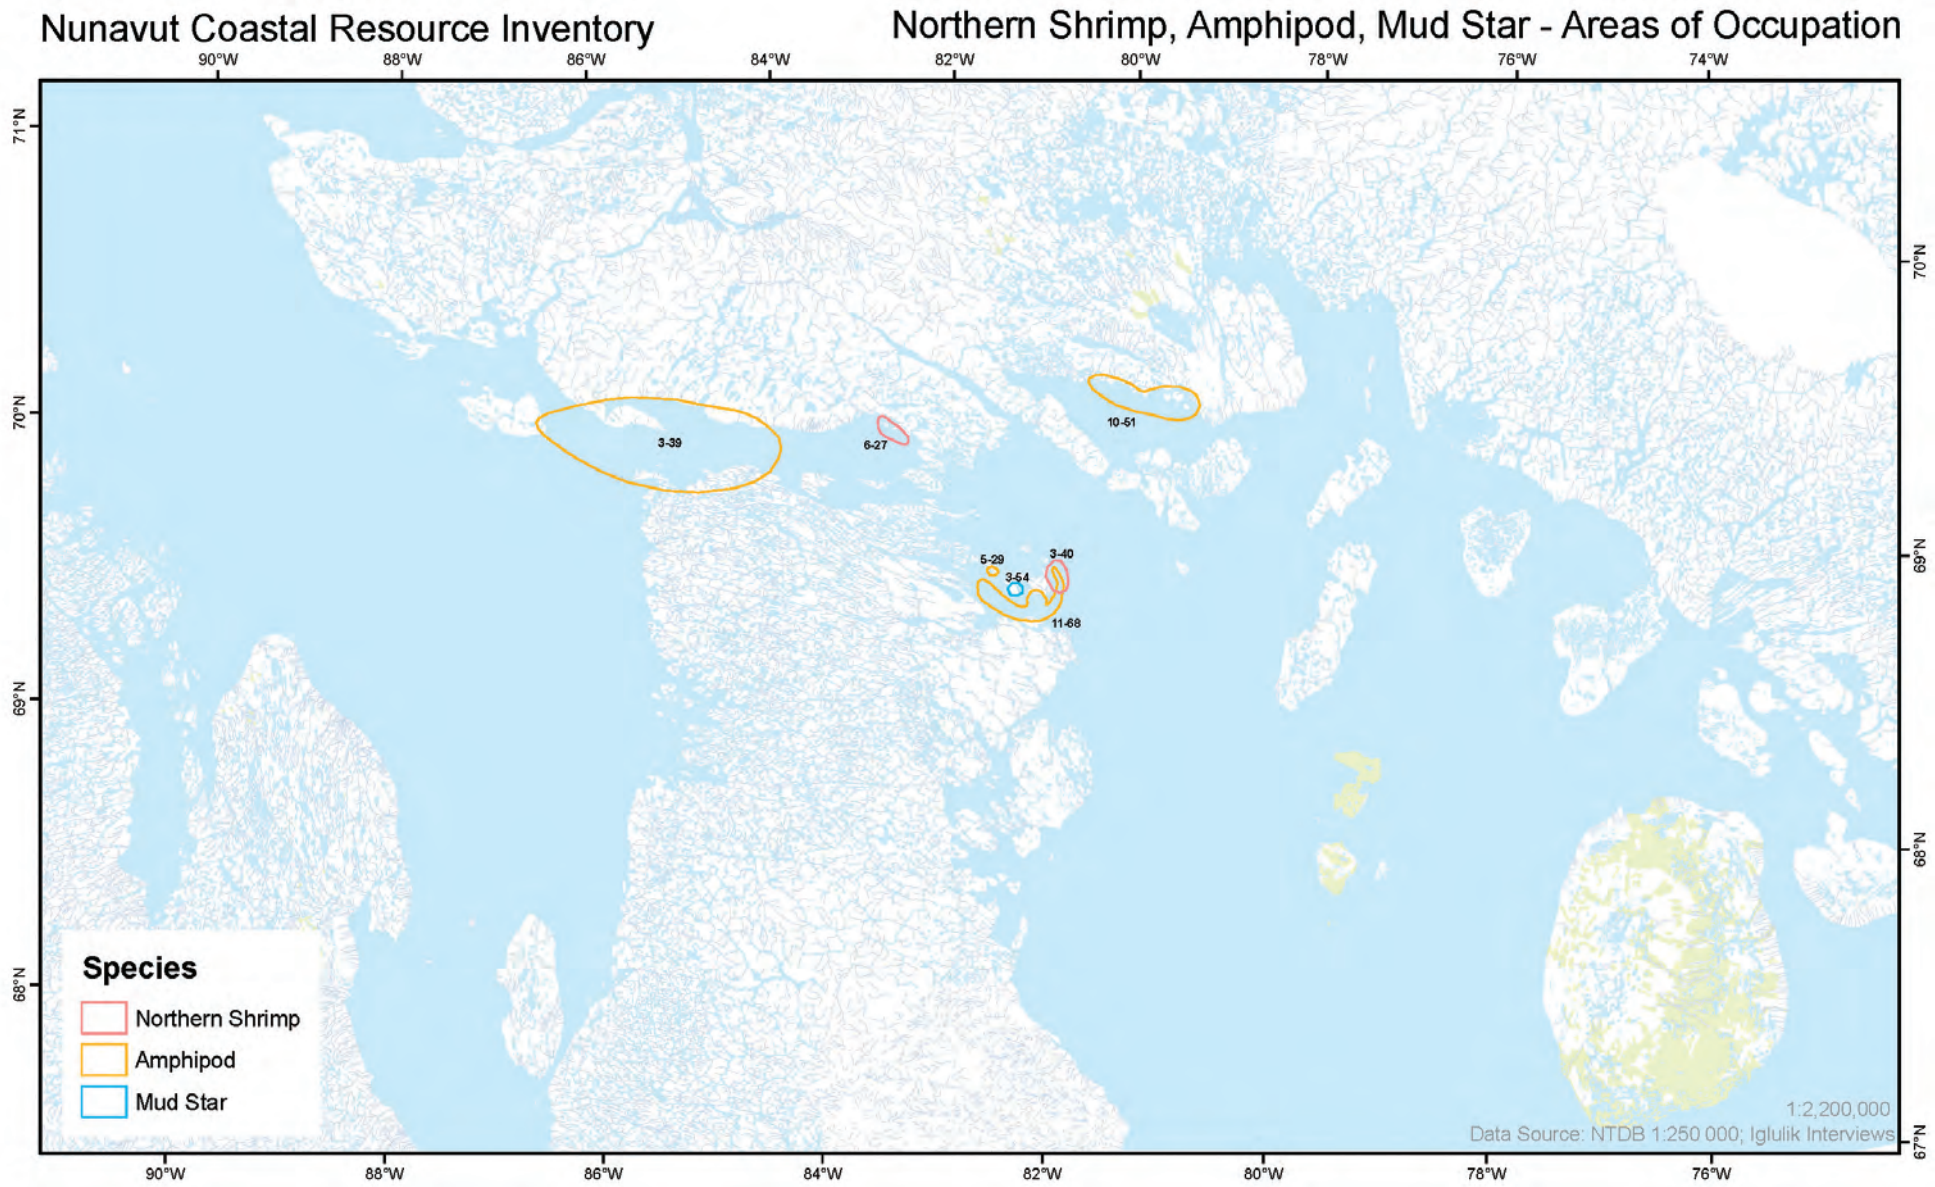 Nunavut Coastal Resource Inventory
Northern Shrimp, Amphipod, Mud Star - Areas of Occupation
90°W 88°W 86°W 84°W 82°W 80°W 78°W 76°W 74°W
71°N
70°N
70°N
10-51
3-39
6-27
69°N
3-40
5-29
3-54
11-68
69°N
68°N
Species
68°N
Northern Shrimp
Amphipod
Mud Star
1:2,200,000
Data Source: NTDB 1:250 000; Iglulik Interviews
67°N
90°W 88°W 86°W 84°W 82°W 80°W 78°W 76°W